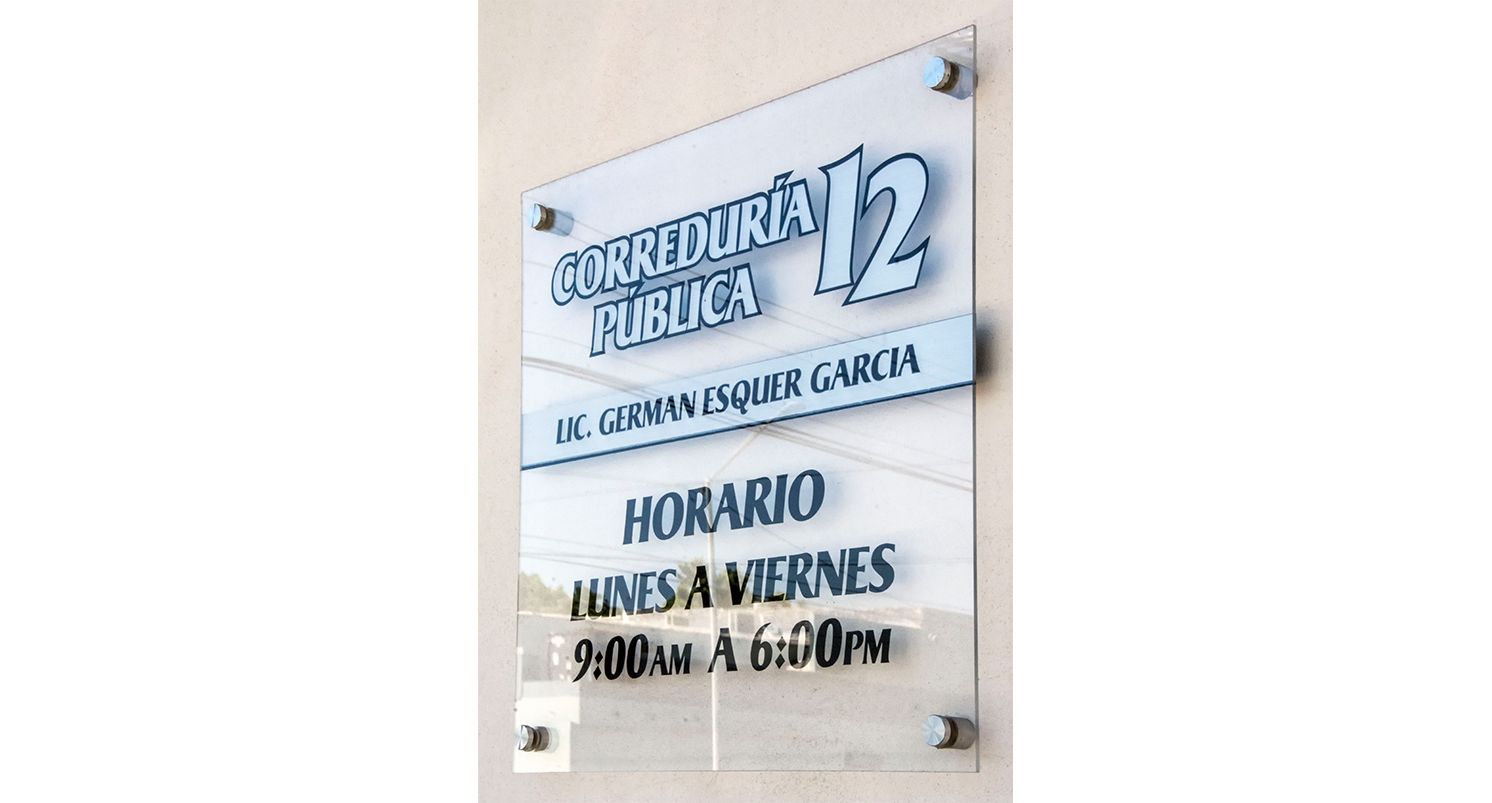 CORREDURÍA 12
PÚBLICA
LIC. GERMAN ESQUER GARCIA
HORARIO
LUNES A VIERNES
9:00AM A 6:00PM